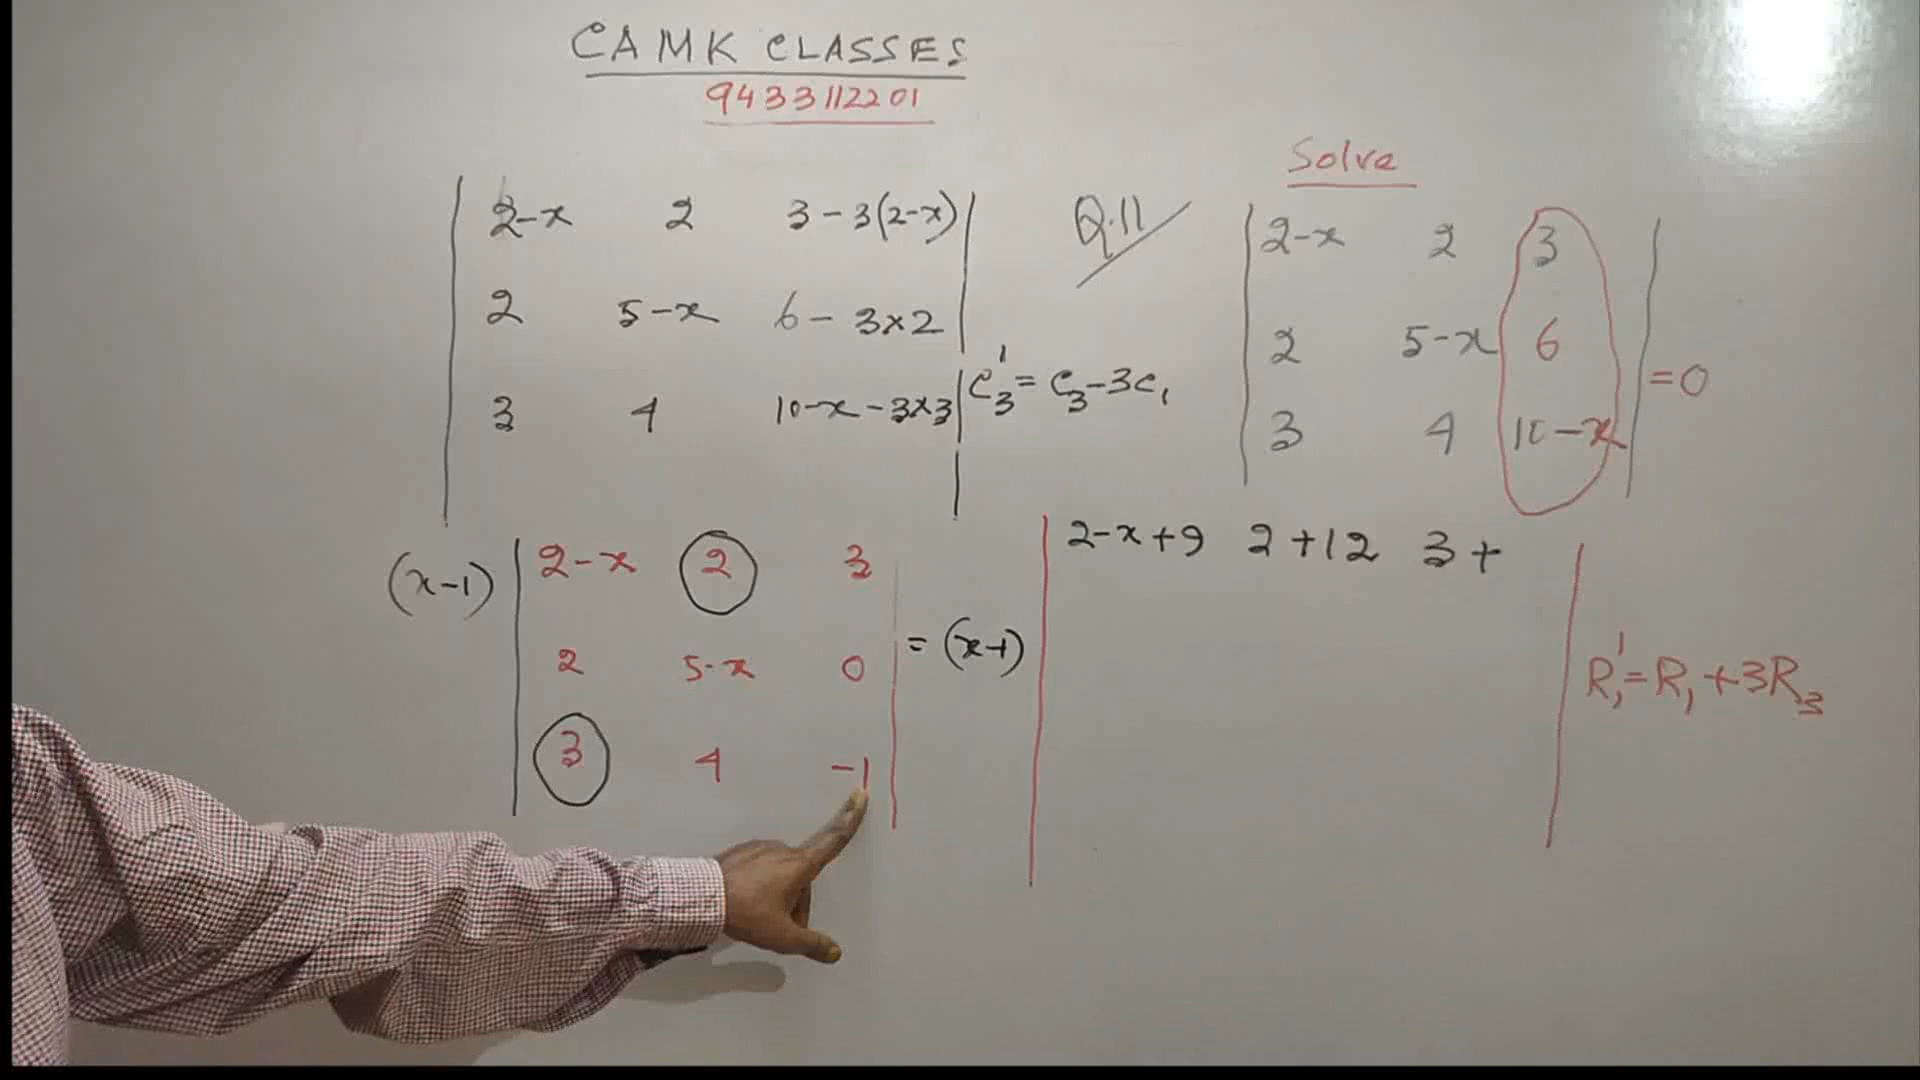 CAMK CLASSES
9433112201
2-x 2 3-3(2-x)
2 5-x 6-3×2
3 4 10-x-3×3
C₃' = C₃-3C₁
Q.11
Solve
2-x 2 3
2 5-x 6
3 4 10-x
=0
(x-1)
2-x 2 3
2 5-x 0
3 4 -1
= (x-1)
2-x+9 2+12 3+
R₁' = R₁+3R₃